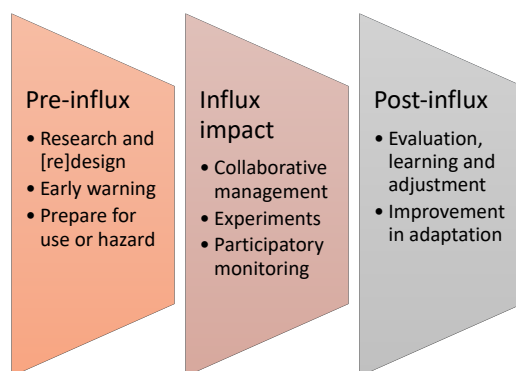 Pre-influx
• Research and
[re]design
• Early warning
• Prepare for
use or hazard
Influx
impact
• Collaborative
management
• Experiments
• Participatory
monitoring
Post-influx
• Evaluation,
learning and
adjustment
• Improvement
in adaptation